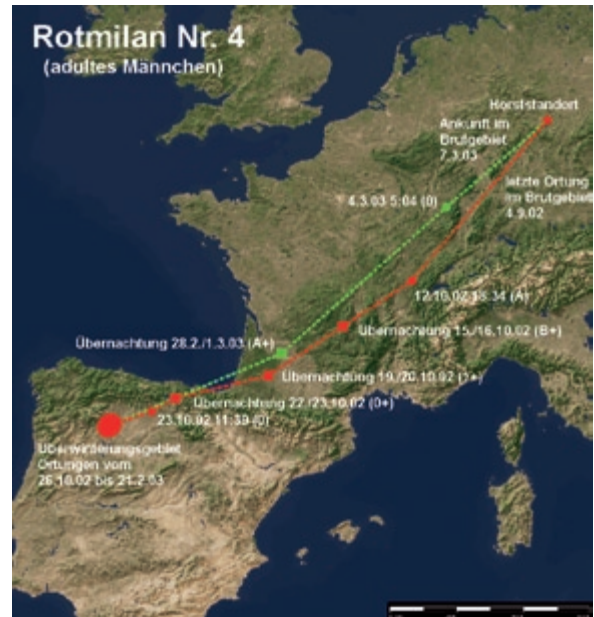 Rotmilan Nr. 4
(adultes Männchen)
Horststandort
Ankunft im
Brutgebiet
7.3.03
letzte Ortung
im Brutgebiet
4.9.02
4.3.03 5:04 (0)
12.10.02 18:34 (A)
Übernachtung 15./16.10.02 (B+)
Übernachtung 28.2./1.3.03 (A+)
Übernachtung 19./20.10.02
Übernachtung 22./23.10.02 (0+)
23.10.02 11:39 (0)
Überwinterungsgebiet
Ortungen vom
26.10.02 bis 21.2.03